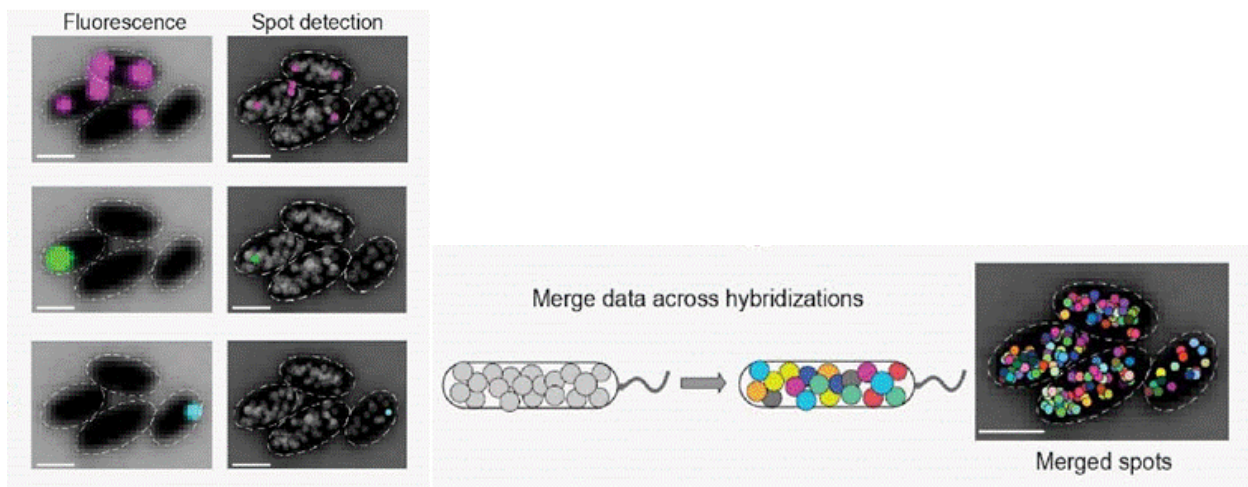 Fluorescence
Spot detection
Merge data across hybridizations
Merged spots